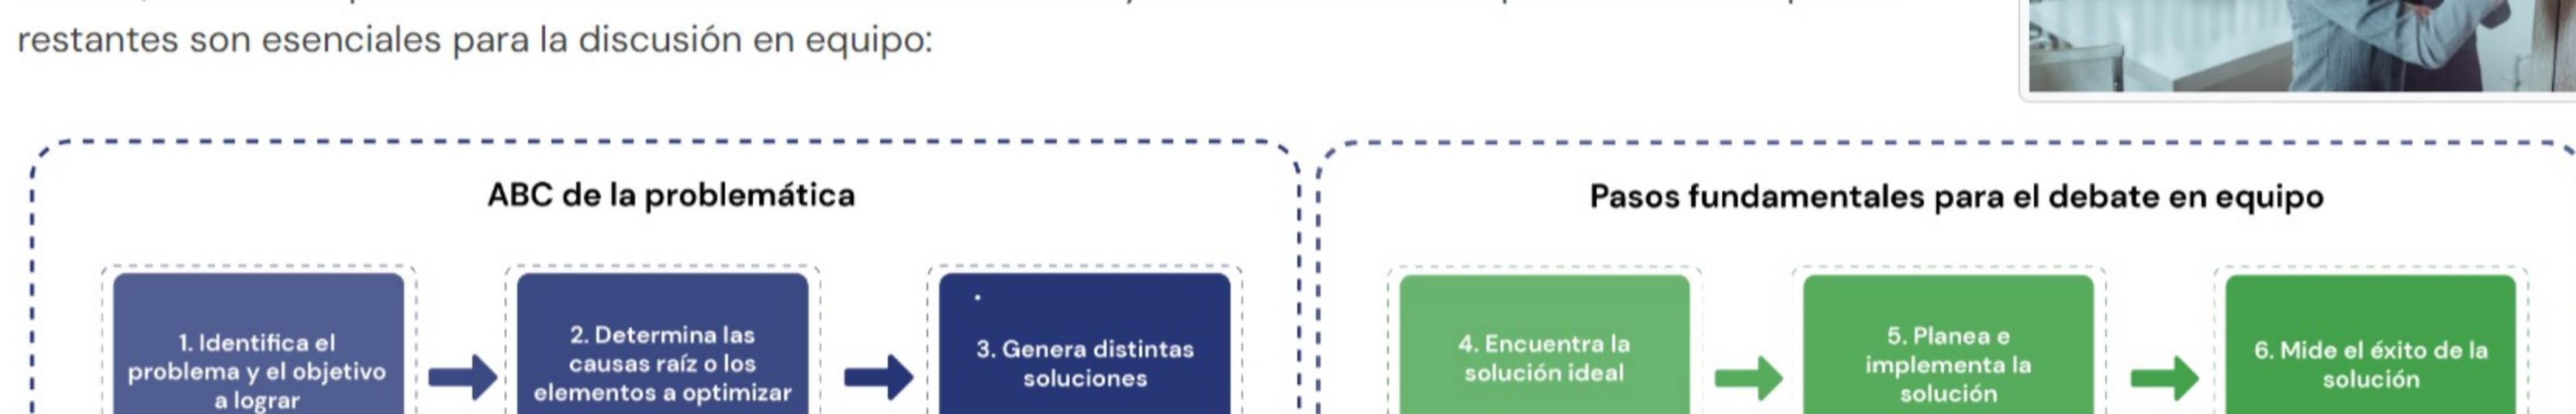 restantes son esenciales para la discusión en equipo:
ABC de la problemática
1. Identifica el
problema y el objetivo
a lograr
2. Determina las
causas raíz o los
elementos a optimizar
3. Genera distintas
soluciones
Pasos fundamentales para el debate en equipo
4. Encuentra la
solución ideal
5. Planea e
implementa la
solución
6. Mide el éxito de la
solución